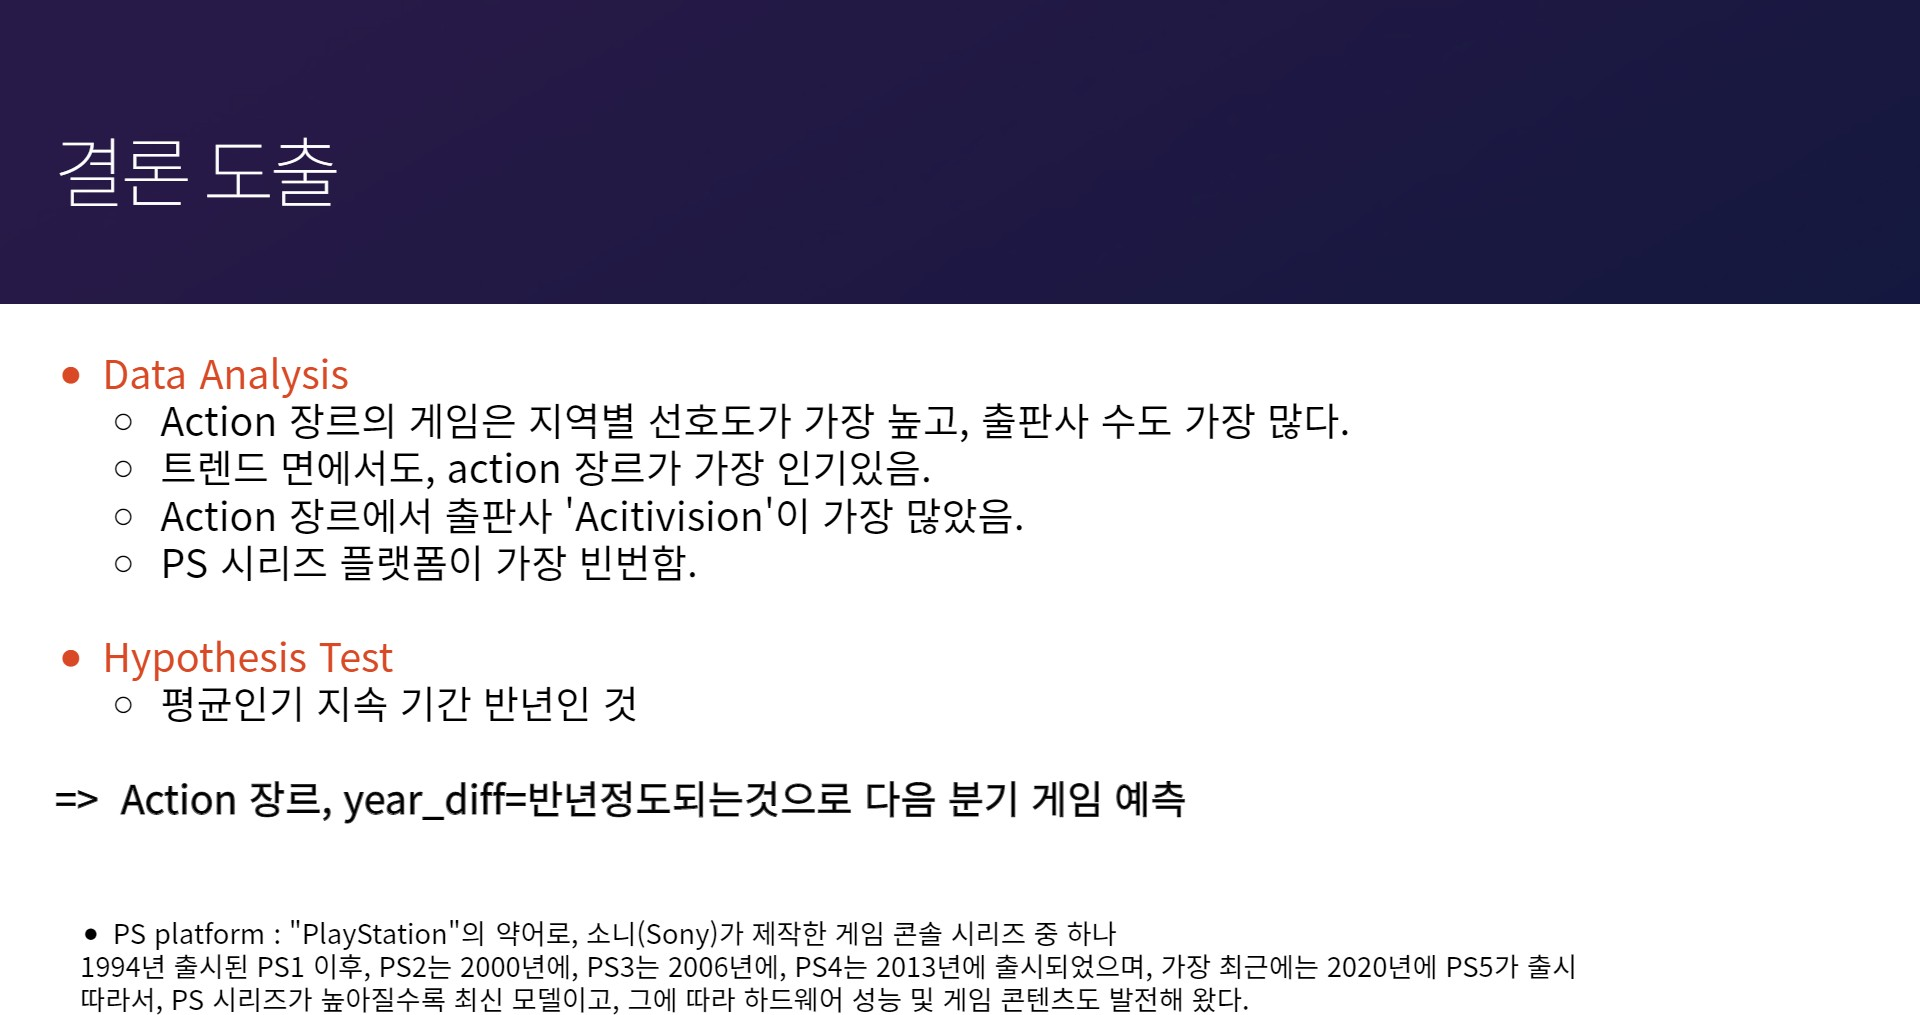 결론 도출
● Data Analysis
○ Action 장르의 게임은 지역별 선호도가 가장 높고, 출판사 수도 가장 많다.
○ 트렌드 면에서도, action 장르가 가장 인기있음.
○ Action 장르에서 출판사 'Acitivision'이 가장 많았음.
○ PS 시리즈 플랫폼이 가장 빈번함.
● Hypothesis Test
○ 평균인기 지속 기간 반년인 것
=> Action 장르, year_diff=반년정도되는것으로 다음 분기 게임 예측
● PS platform : "PlayStation"의 약어로, 소니(Sony)가 제작한 게임 콘솔 시리즈 중 하나
1994년 출시된 PS1 이후, PS2는 2000년에, PS3는 2006년에, PS4는 2013년에 출시되었으며, 가장 최근에는 2020년에 PS5가 출시
따라서, PS 시리즈가 높아질수록 최신 모델이고, 그에 따라 하드웨어 성능 및 게임 콘텐츠도 발전해 왔다.